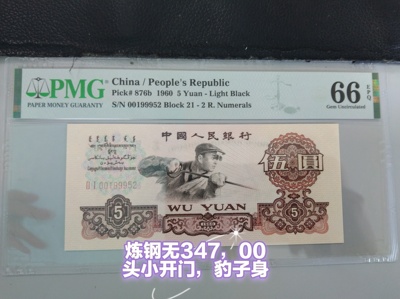 PMG
PAPER MONEY GUARANTY
China / People's Republic
Pick# 876b 1960 5 Yuan - Light Black
S/N 00199952 Block 21 - 2 R. Numerals
66 EPQ
Gem Uncirculated
中国人民银行
伍圆
00199952
5
WU YUAN
5
炼钢无347，00
头小开门，豹子身